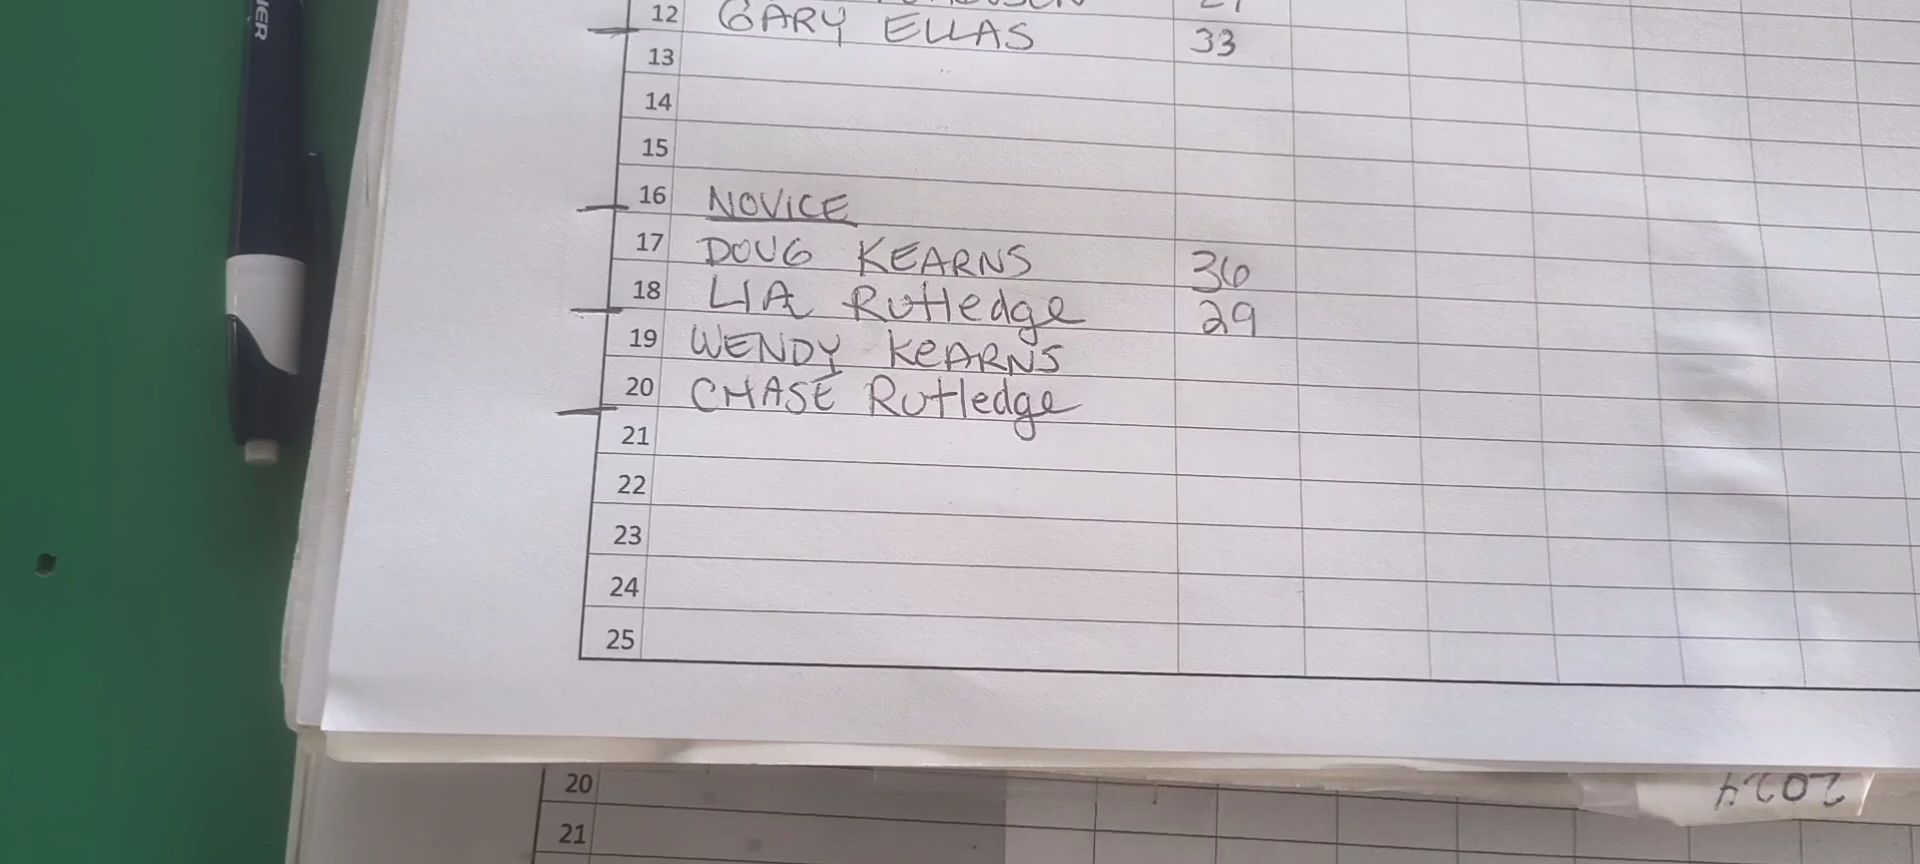 12 GARY ELLAS 33
13
14
15
16 NOVICE
17 DOUG KEARNS 36
18 LIA Rutledge 29
19 WENDY KEARNS
20 CHASE Rutledge
21
22
23
24
25
20
21
2024